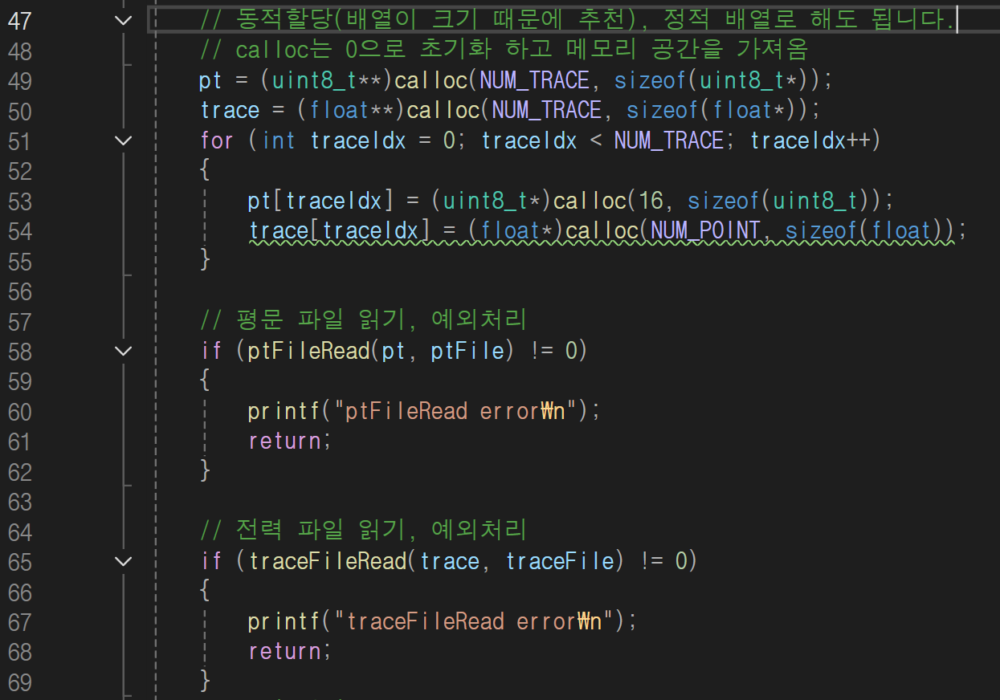 47 // 동적할당(배열이 크기 때문에 추천), 정적 배열로 해도 됩니다.
48 // calloc는 0으로 초기화 하고 메모리 공간을 가져옴
49 pt = (uint8_t**)calloc(NUM_TRACE, sizeof(uint8_t*));
50 trace = (float**)calloc(NUM_TRACE, sizeof(float*));
51 for (int traceIdx = 0; traceIdx < NUM_TRACE; traceIdx++)
52 {
53 pt[traceIdx] = (uint8_t*)calloc(16, sizeof(uint8_t));
54 trace[traceIdx] = (float*)calloc(NUM_POINT, sizeof(float));
55 }
56
57 // 평문 파일 읽기, 예외처리
58 if (ptFileRead(pt, ptFile) != 0)
59 {
60 printf("ptFileRead error₩n");
61 return;
62 }
63
64 // 전력 파일 읽기, 예외처리
65 if (traceFileRead(trace, traceFile) != 0)
66 {
67 printf("traceFileRead error₩n");
68 return;
69 }